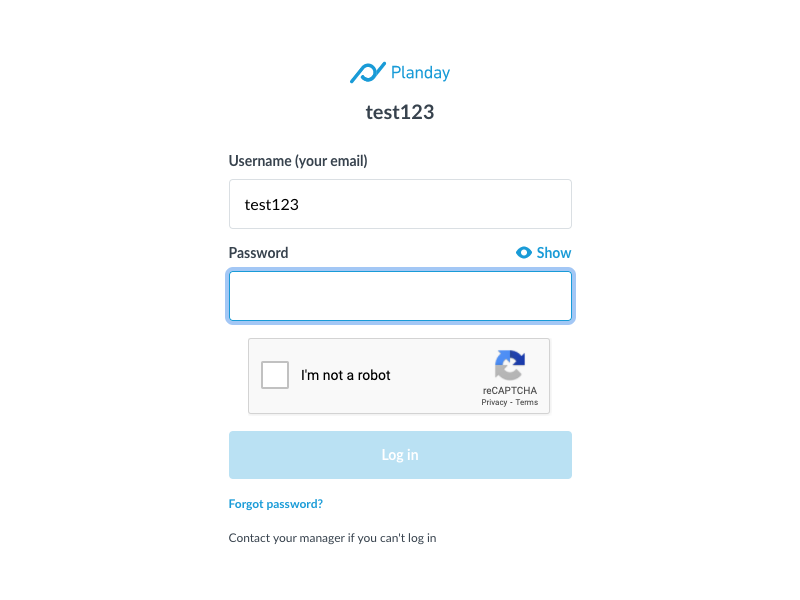 Planday
test123
Username (your email)
test123
Password
Show
I'm not a robot
reCAPTCHA
Privacy - Terms
Log in
Forgot password?
Contact your manager if you can't log in